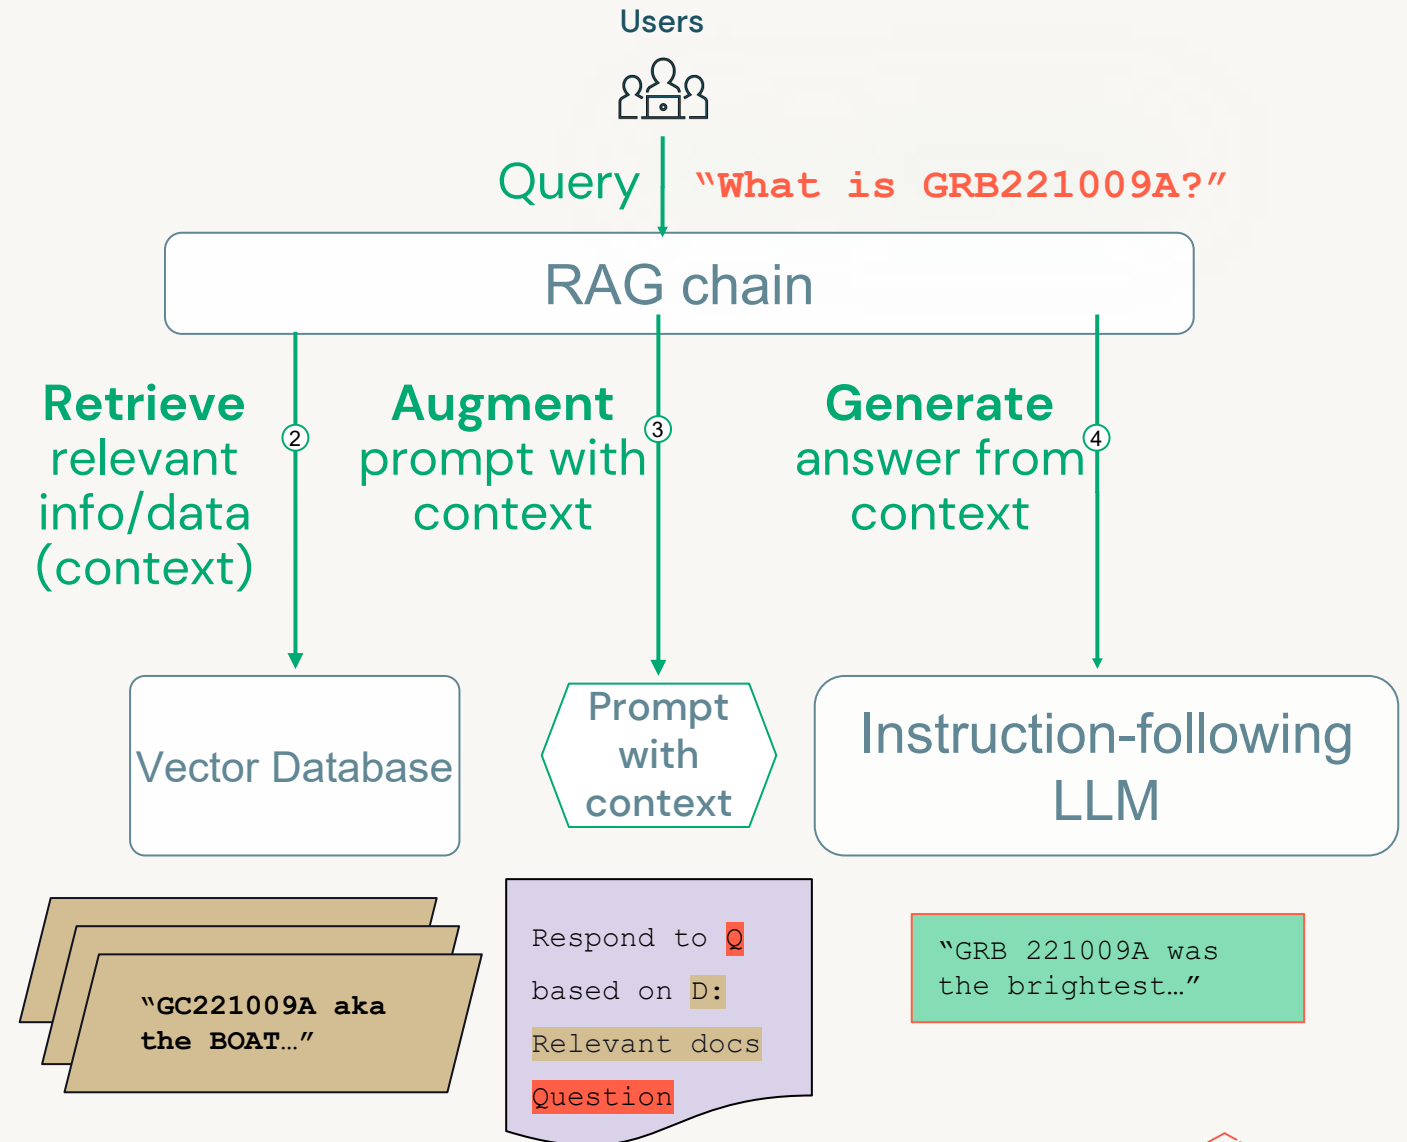 Users
Query
“What is GRB221009A?”
RAG chain
Retrieve
relevant
info/data
(context)
2
Augment
prompt with
context
3
Generate
answer from
context
4
Vector Database
Prompt
with
context
Instruction-following
LLM
“GC221009A aka
the BOAT…”
Respond to Q
based on D:
Relevant docs
Question
“GRB 221009A was
the brightest…”